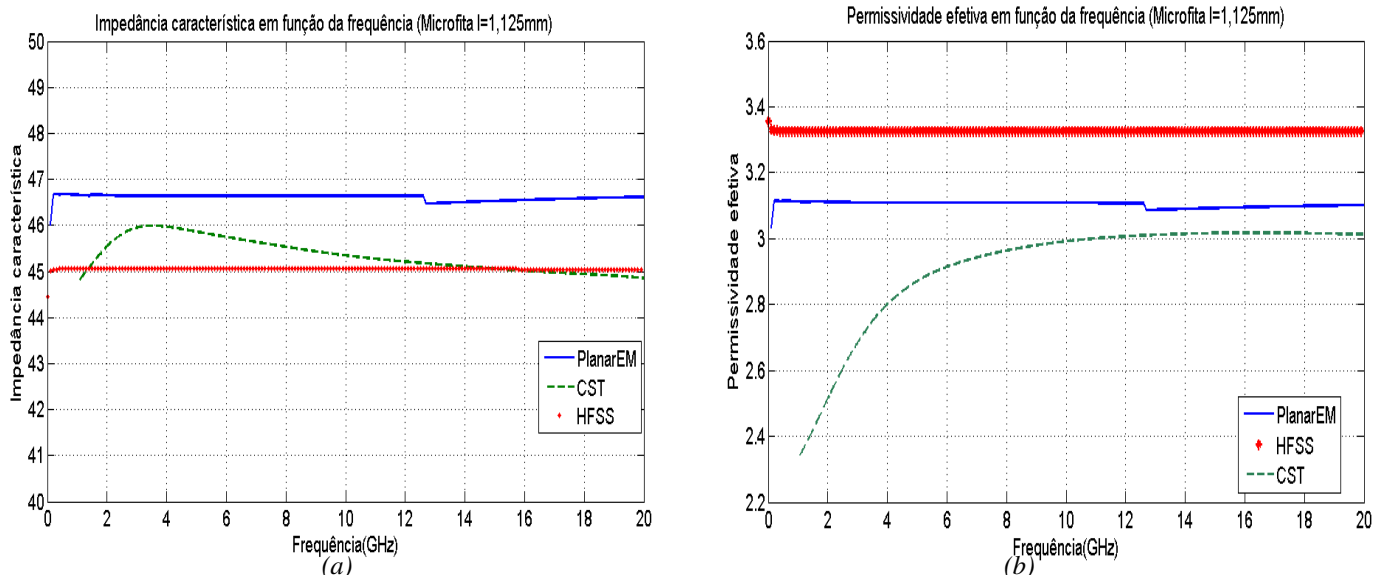 Impedância característica em função da frequência (Microfita l=1,125mm)
50
49
48
47
46
45
44
43
42
41
40
Impedância característica
PlanarEM
CST
HFSS
0 2 4 6 8 10 12 14 16 18 20
Frequência(GHz)
(a)
Permissividade efetiva em função da frequência (Microfita l=1,125mm)
3.6
3.4
3.2
3
2.8
2.6
2.4
2.2
Permissividade efetiva
PlanarEM
HFSS
CST
0 2 4 6 8 10 12 14 16 18 20
Frequência(GHz)
(b)